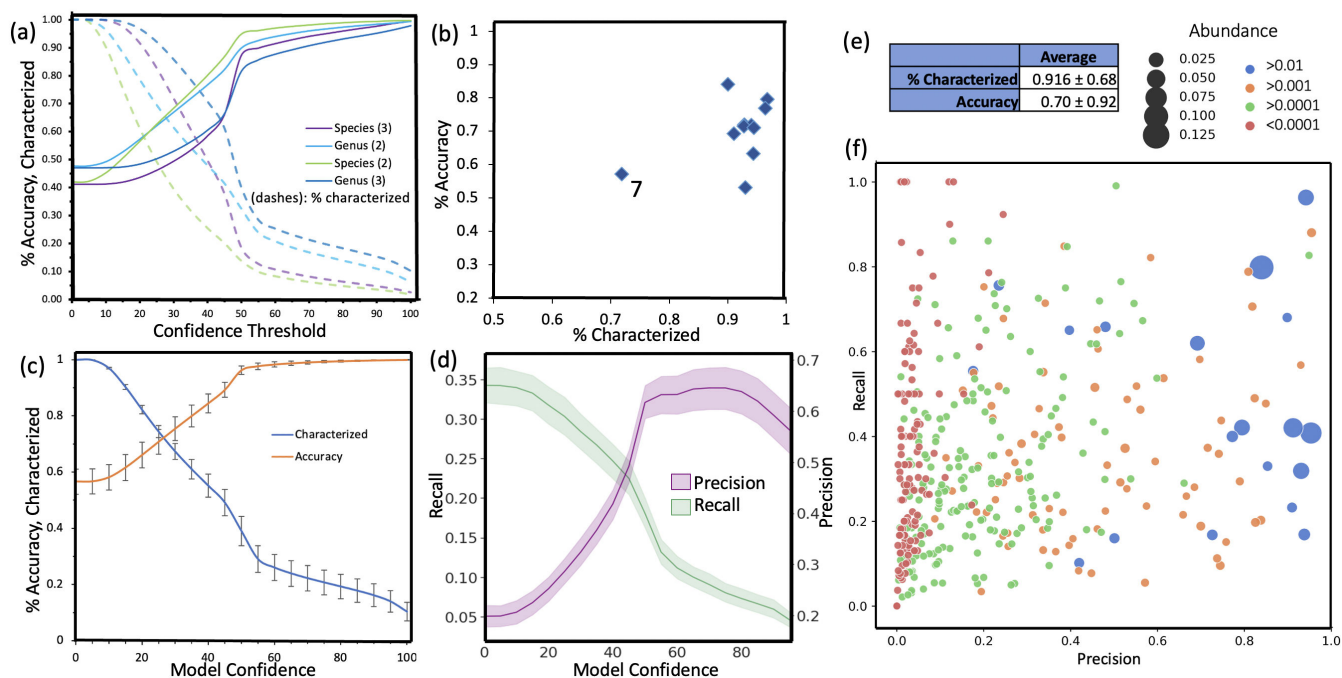 (a)
% Accuracy, Characterized
1.00
0.90
0.80
0.70
0.60
0.50
0.40
0.30
0.20
0.10
0.00
Species (3)
Genus (2)
Species (2)
Genus (3)
(dashes): % characterized
0 10 20 30 40 50 60 70 80 90 100
Confidence Threshold
(b)
% Accuracy
1
0.9
0.8
0.7
0.6
0.5
0.4
0.3
0.2
7
0.5 0.6 0.7 0.8 0.9 1
% Characterized
(e)
Average
% Characterized 0.916 ± 0.68
Accuracy 0.70 ± 0.92
Abundance
0.025
0.050
0.075
0.100
0.125
>0.01
>0.001
>0.0001
<0.0001
(c)
% Accuracy, Characterized
1
0.8
0.6
0.4
0.2
0
Characterized
Accuracy
0 20 40 60 80 100
Model Confidence
(d)
Recall
0.35
0.30
0.25
0.20
0.15
0.10
0.05
Precision
Recall
0.7
0.6
0.5
0.4
0.3
0.2
Precision
0 20 40 60 80
Model Confidence
(f)
Recall
1.0
0.8
0.6
0.4
0.2
0.0
0.0 0.2 0.4 0.6 0.8 1.0
Precision